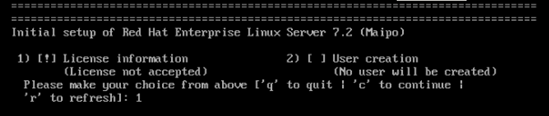 ================================================================================
================================================================================
Initial setup of Red Hat Enterprise Linux Server 7.2 (Maipo)
1) [!] License information 2) [ ] User creation
(License not accepted) (No user will be created)
Please make your choice from above ['q' to quit | 'c' to continue |
'r' to refresh]: 1